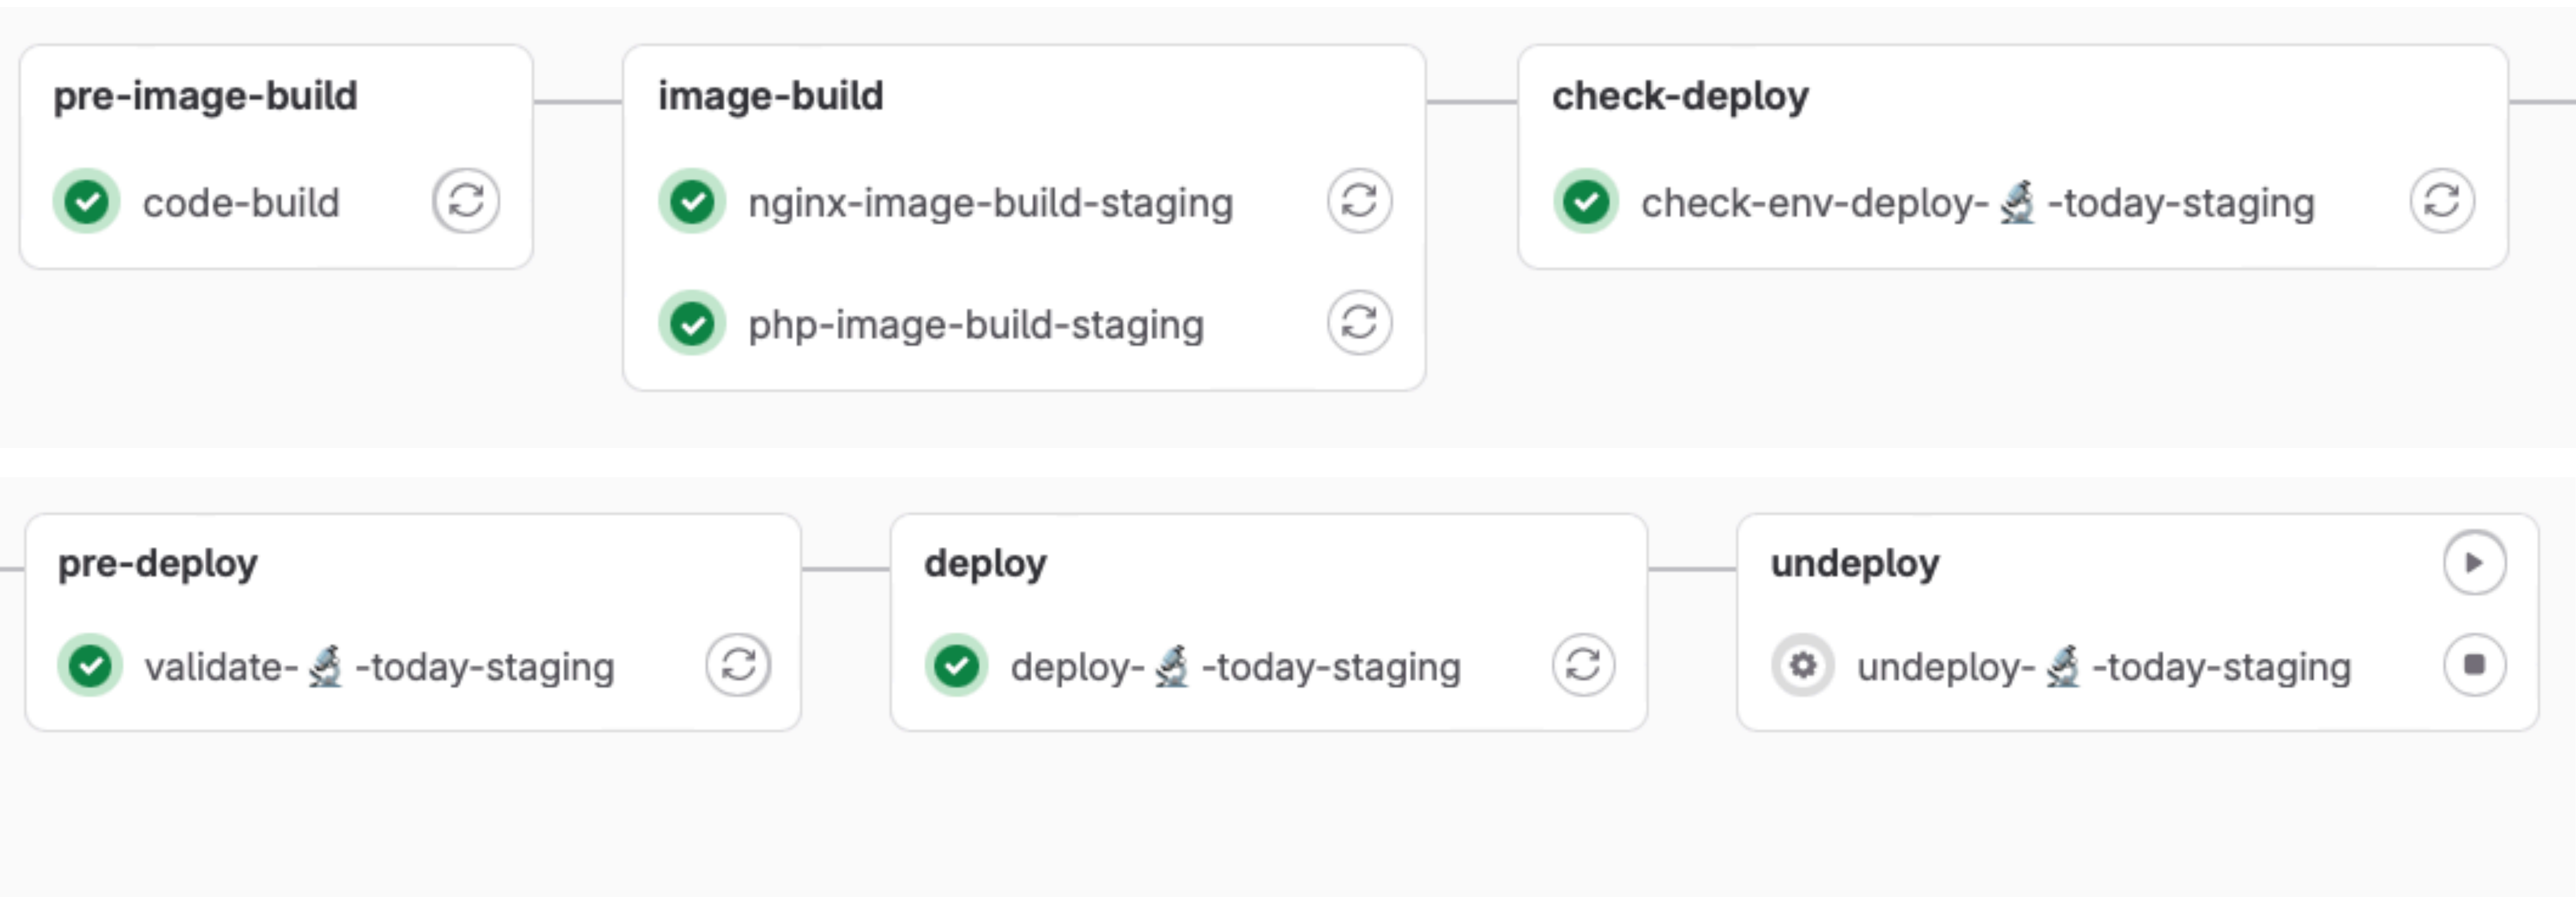 pre-image-build
code-build
image-build
nginx-image-build-staging
php-image-build-staging
check-deploy
check-env-deploy-🔬-today-staging
pre-deploy
validate-🔬-today-staging
deploy
deploy-🔬-today-staging
undeploy
undeploy-🔬-today-staging